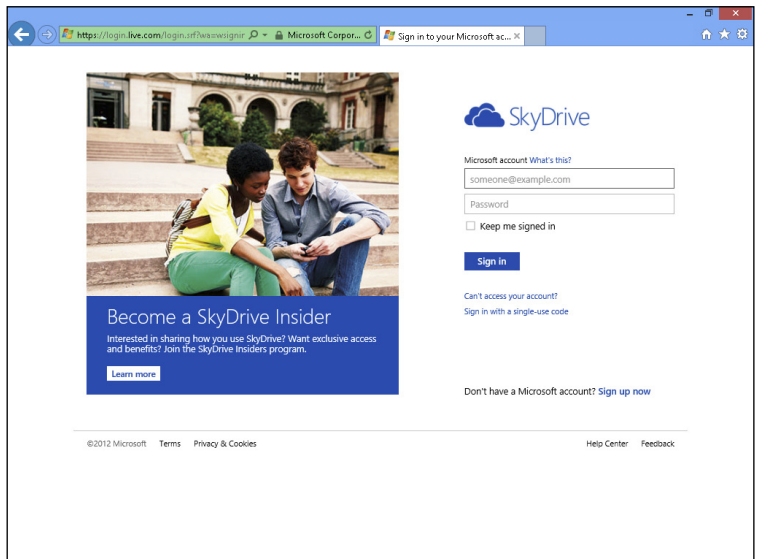 https://login.live.com/login.srf?wa=wsignir
Microsoft Corpor...
Sign in to your Microsoft ac...
SkyDrive
Microsoft account What's this?
someone@example.com
Password
Keep me signed in
Sign in
Can't access your account?
Sign in with a single-use code
Become a SkyDrive Insider
Interested in sharing how you use SkyDrive? Want exclusive access
and benefits? Join the SkyDrive Insiders program.
Learn more
Don't have a Microsoft account? Sign up now
©2012 Microsoft Terms Privacy & Cookies
Help Center Feedback